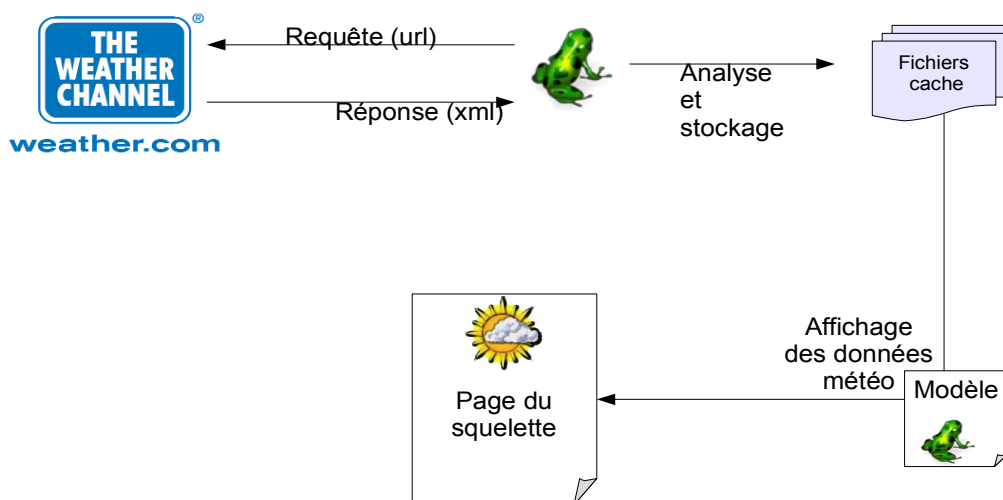 THE
WEATHER
CHANNEL
®
weather.com
Requête (url)
Réponse (xml)
Analyse
et
stockage
Fichiers
cache
Affichage
des données
météo
Modèle
Page du
squelette